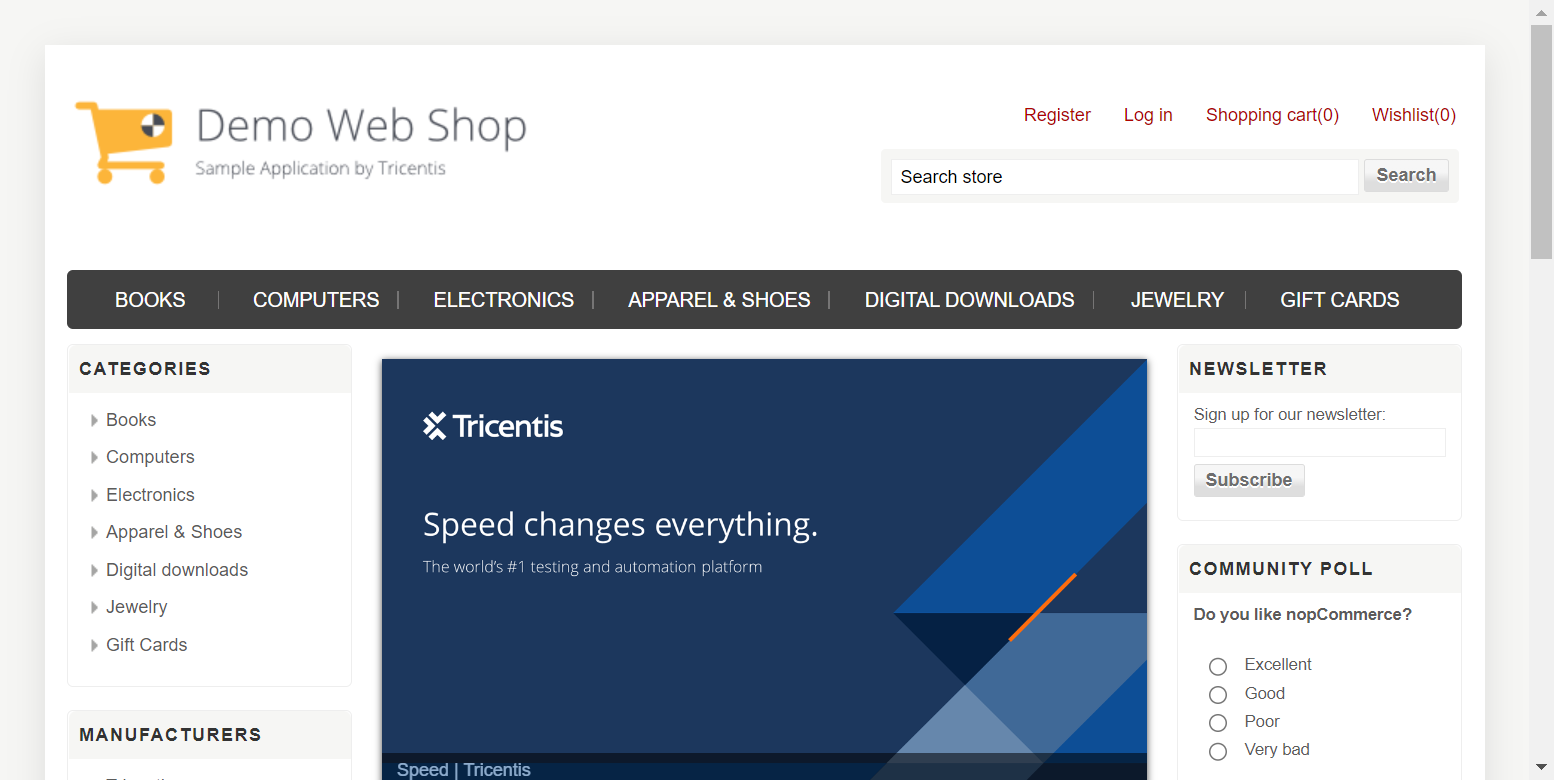 Demo Web Shop
Sample Application by Tricentis
Register Log in Shopping cart(0) Wishlist(0)
Search store Search
BOOKS COMPUTERS ELECTRONICS APPAREL & SHOES DIGITAL DOWNLOADS JEWELRY GIFT CARDS
CATEGORIES
Books
Computers
Electronics
Apparel & Shoes
Digital downloads
Jewelry
Gift Cards
MANUFACTURERS
Tricentis
Speed changes everything.
The world's #1 testing and automation platform
Speed | Tricentis
NEWSLETTER
Sign up for our newsletter:
Subscribe
COMMUNITY POLL
Do you like nopCommerce?
Excellent
Good
Poor
Very bad